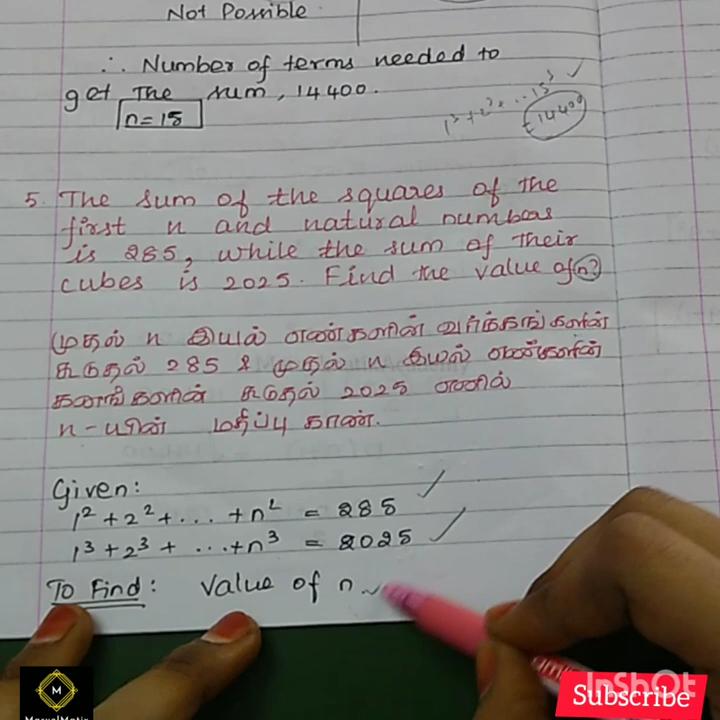 Not Possible
∴ Number of terms needed to
get The sum, 14400.
n=15
1³+2³+...15³
=14400
5. The sum of the squares of the
first n and natural numbers
is 285, while the sum of their
cubes is 2025. Find the value of n?
முதல் n இயல் எண்களின் வர்க்கங்களின்
கூடுதல் 285 & முதல் n இயல் எண்களின்
கனங்களின் கூடுதல் 2025 எனில்
n-யின் மதிப்பு காண்.
Given:
1²+2²+...+n² = 285
1³+2³+ ...+n³ = 2025
To Find: Value of n
M
InShOt
Subscribe